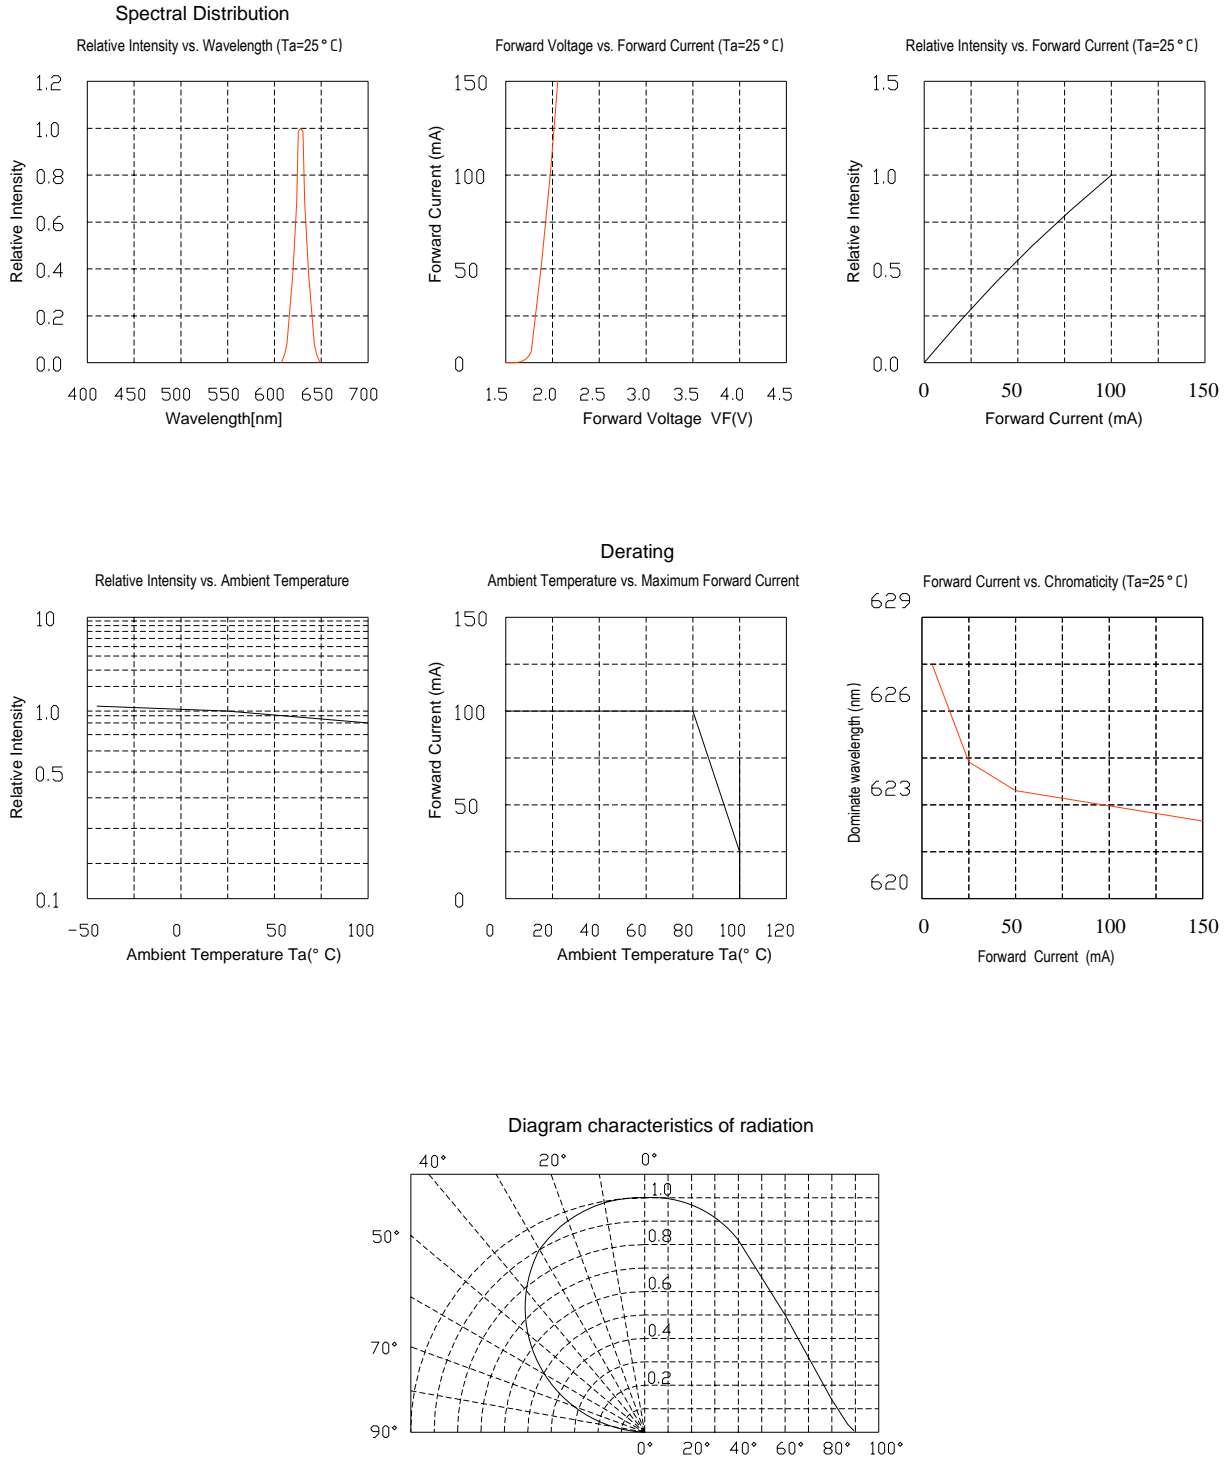 Spectral Distribution
Relative Intensity vs. Wavelength (Ta=25°C)
Relative Intensity
1.2
1.0
0.8
0.6
0.4
0.2
0.0
400 450 500 550 600 650 700
Wavelength[nm]
Forward Voltage vs. Forward Current (Ta=25°C)
Forward Current (mA)
150
100
50
0
1.5 2.0 2.5 3.0 3.5 4.0 4.5
Forward Voltage VF(V)
Relative Intensity vs. Forward Current (Ta=25°C)
Relative Intensity
1.5
1.0
0.5
0.0
0 50 100 150
Forward Current (mA)
Relative Intensity vs. Ambient Temperature
Relative Intensity
10
1.0
0.5
0.1
-50 0 50 100
Ambient Temperature Ta(° C)
Derating
Ambient Temperature vs. Maximum Forward Current
Forward Current (mA)
150
100
50
0
0 20 40 60 80 100 120
Ambient Temperature Ta(° C)
Forward Current vs. Chromaticity (Ta=25°C)
Dominate wavelength (nm)
629
626
623
620
0 50 100 150
Forward Current (mA)
Diagram characteristics of radiation
40° 20° 0°
50°
70°
90°
1.0
0.8
0.6
0.4
0.2
0° 20° 40° 60° 80° 100°